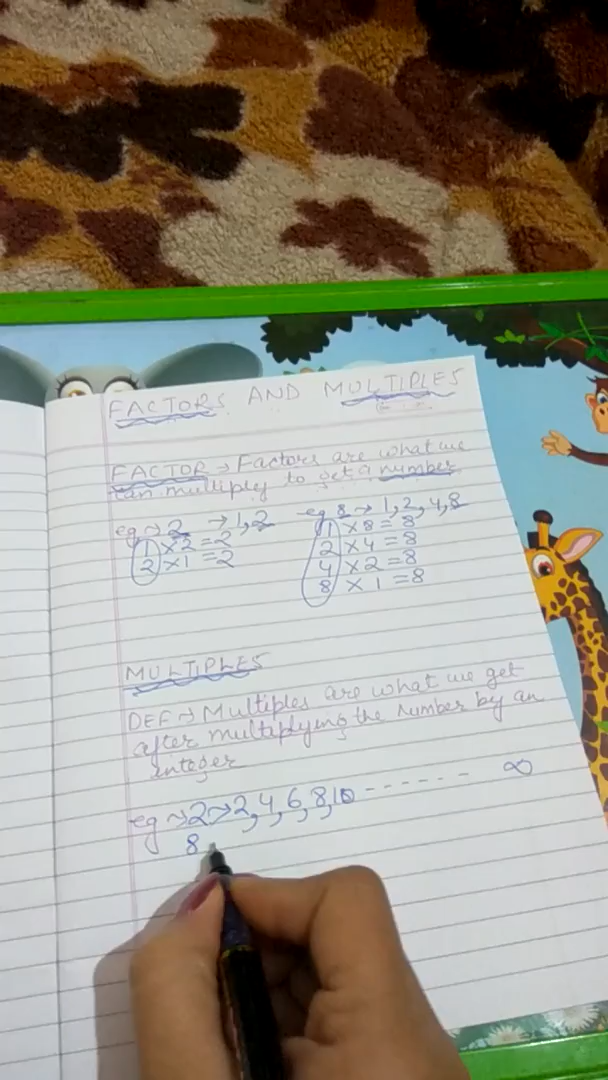 FACTORS AND MULTIPLES
FACTOR → Factors are what we
can multiply to get a number
eg → 2 → 1, 2
1 × 2 = 2
2 × 1 = 2
eg 8 → 1, 2, 4, 8
1 × 8 = 8
2 × 4 = 8
4 × 2 = 8
8 × 1 = 8
MULTIPLES
DEF → Multiples are what we get
after multiplying the number by an
integer
eg → 2 → 2, 4, 6, 8, 10 ------ ∞
8